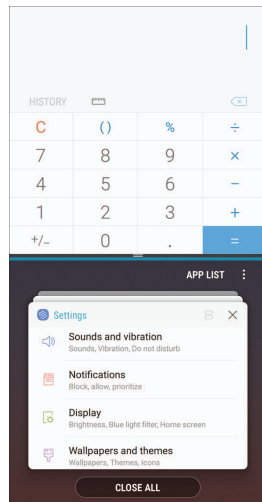 HISTORY
C () % ÷
7 8 9 ×
4 5 6 −
1 2 3 +
+/− 0 . =
APP LIST
Settings
Sounds and vibration
Sounds, Vibration, Do not disturb
Notifications
Block, allow, prioritize
Display
Brightness, Blue light filter, Home screen
Wallpapers and themes
Wallpapers, Themes, Icons
CLOSE ALL